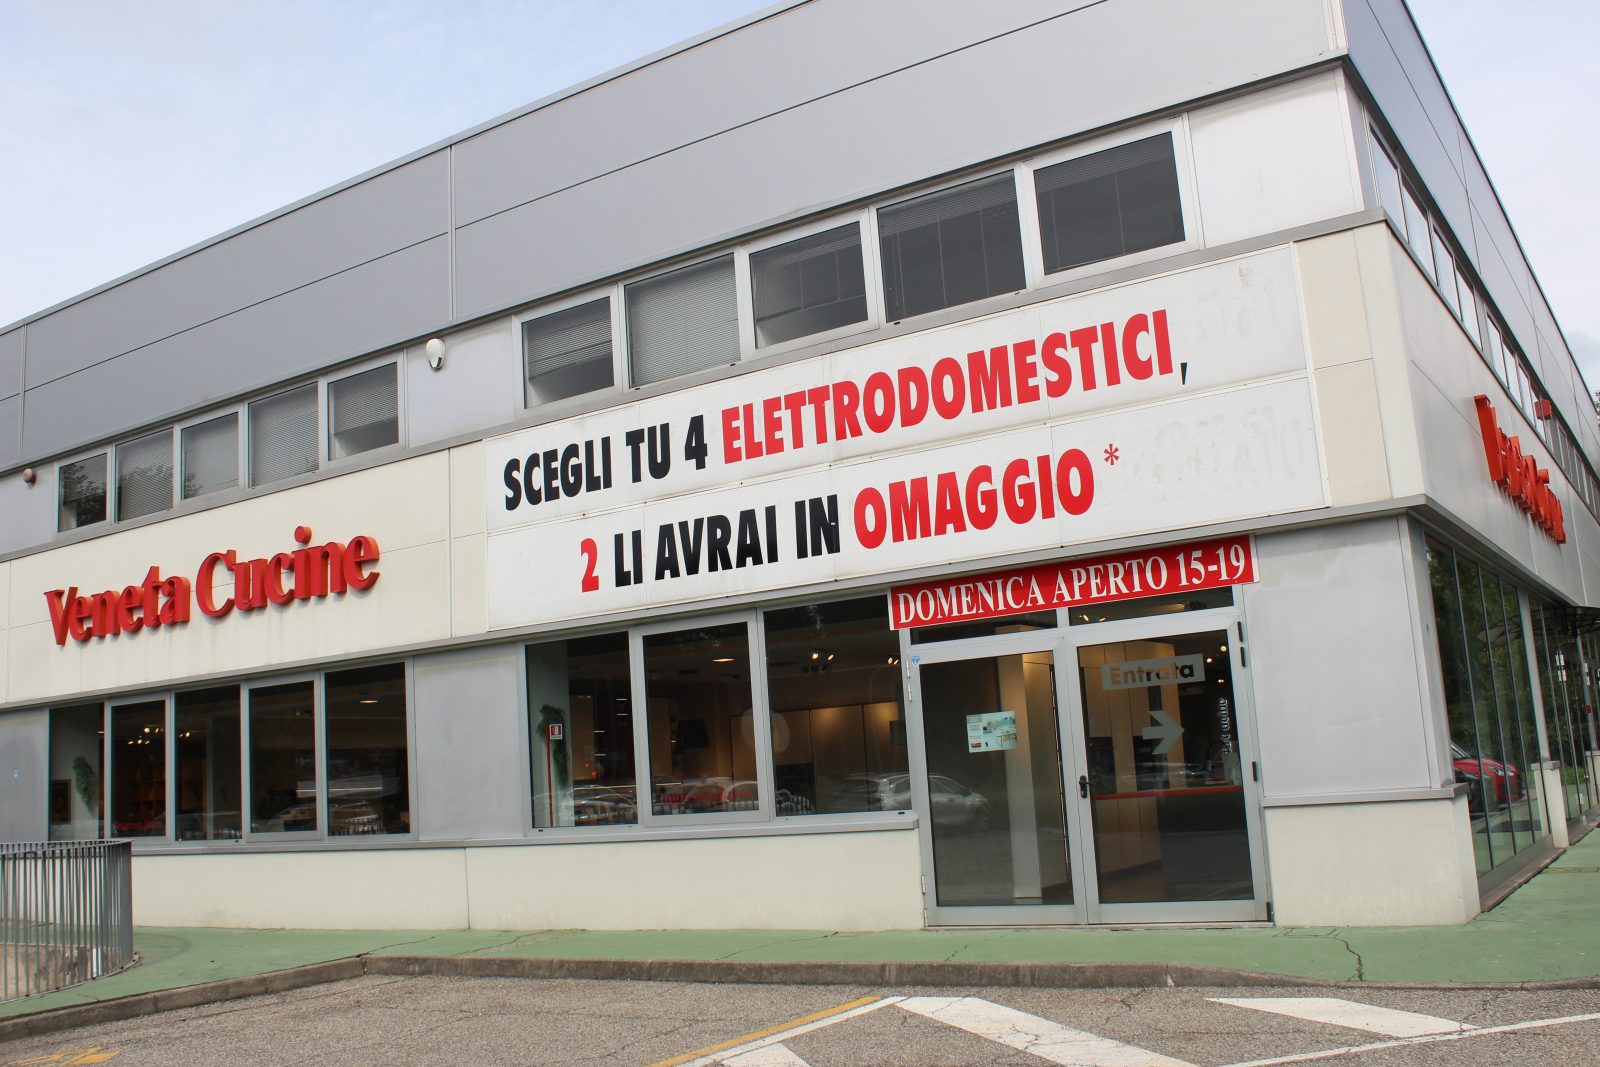 SCEGLI TU 4 ELETTRODOMESTICI,
2 LI AVRAI IN OMAGGIO*
Veneta Cucine
DOMENICA APERTO 15-19
Entrata